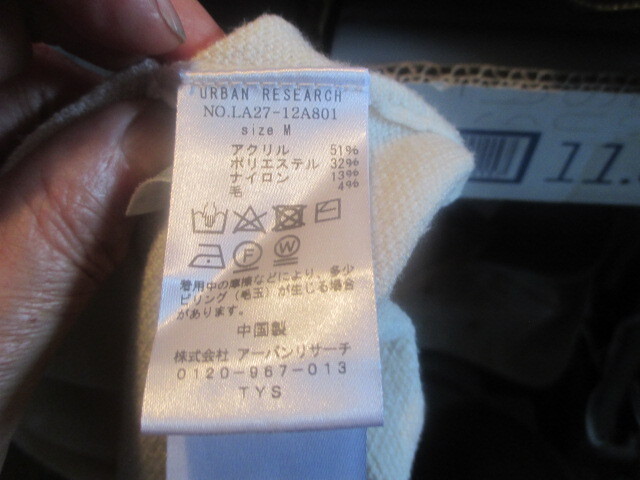 URBAN RESEARCH
NO.LA27-12A801
size M
アクリル 51%
ポリエステル 32%
ナイロン 13%
毛 4%
F W
着用中の摩擦などにより、多少
ピリング(毛玉)が生じる場合
があります。
中国製
株式会社 アーバンリサーチ
0120-967-013
TYS
11.